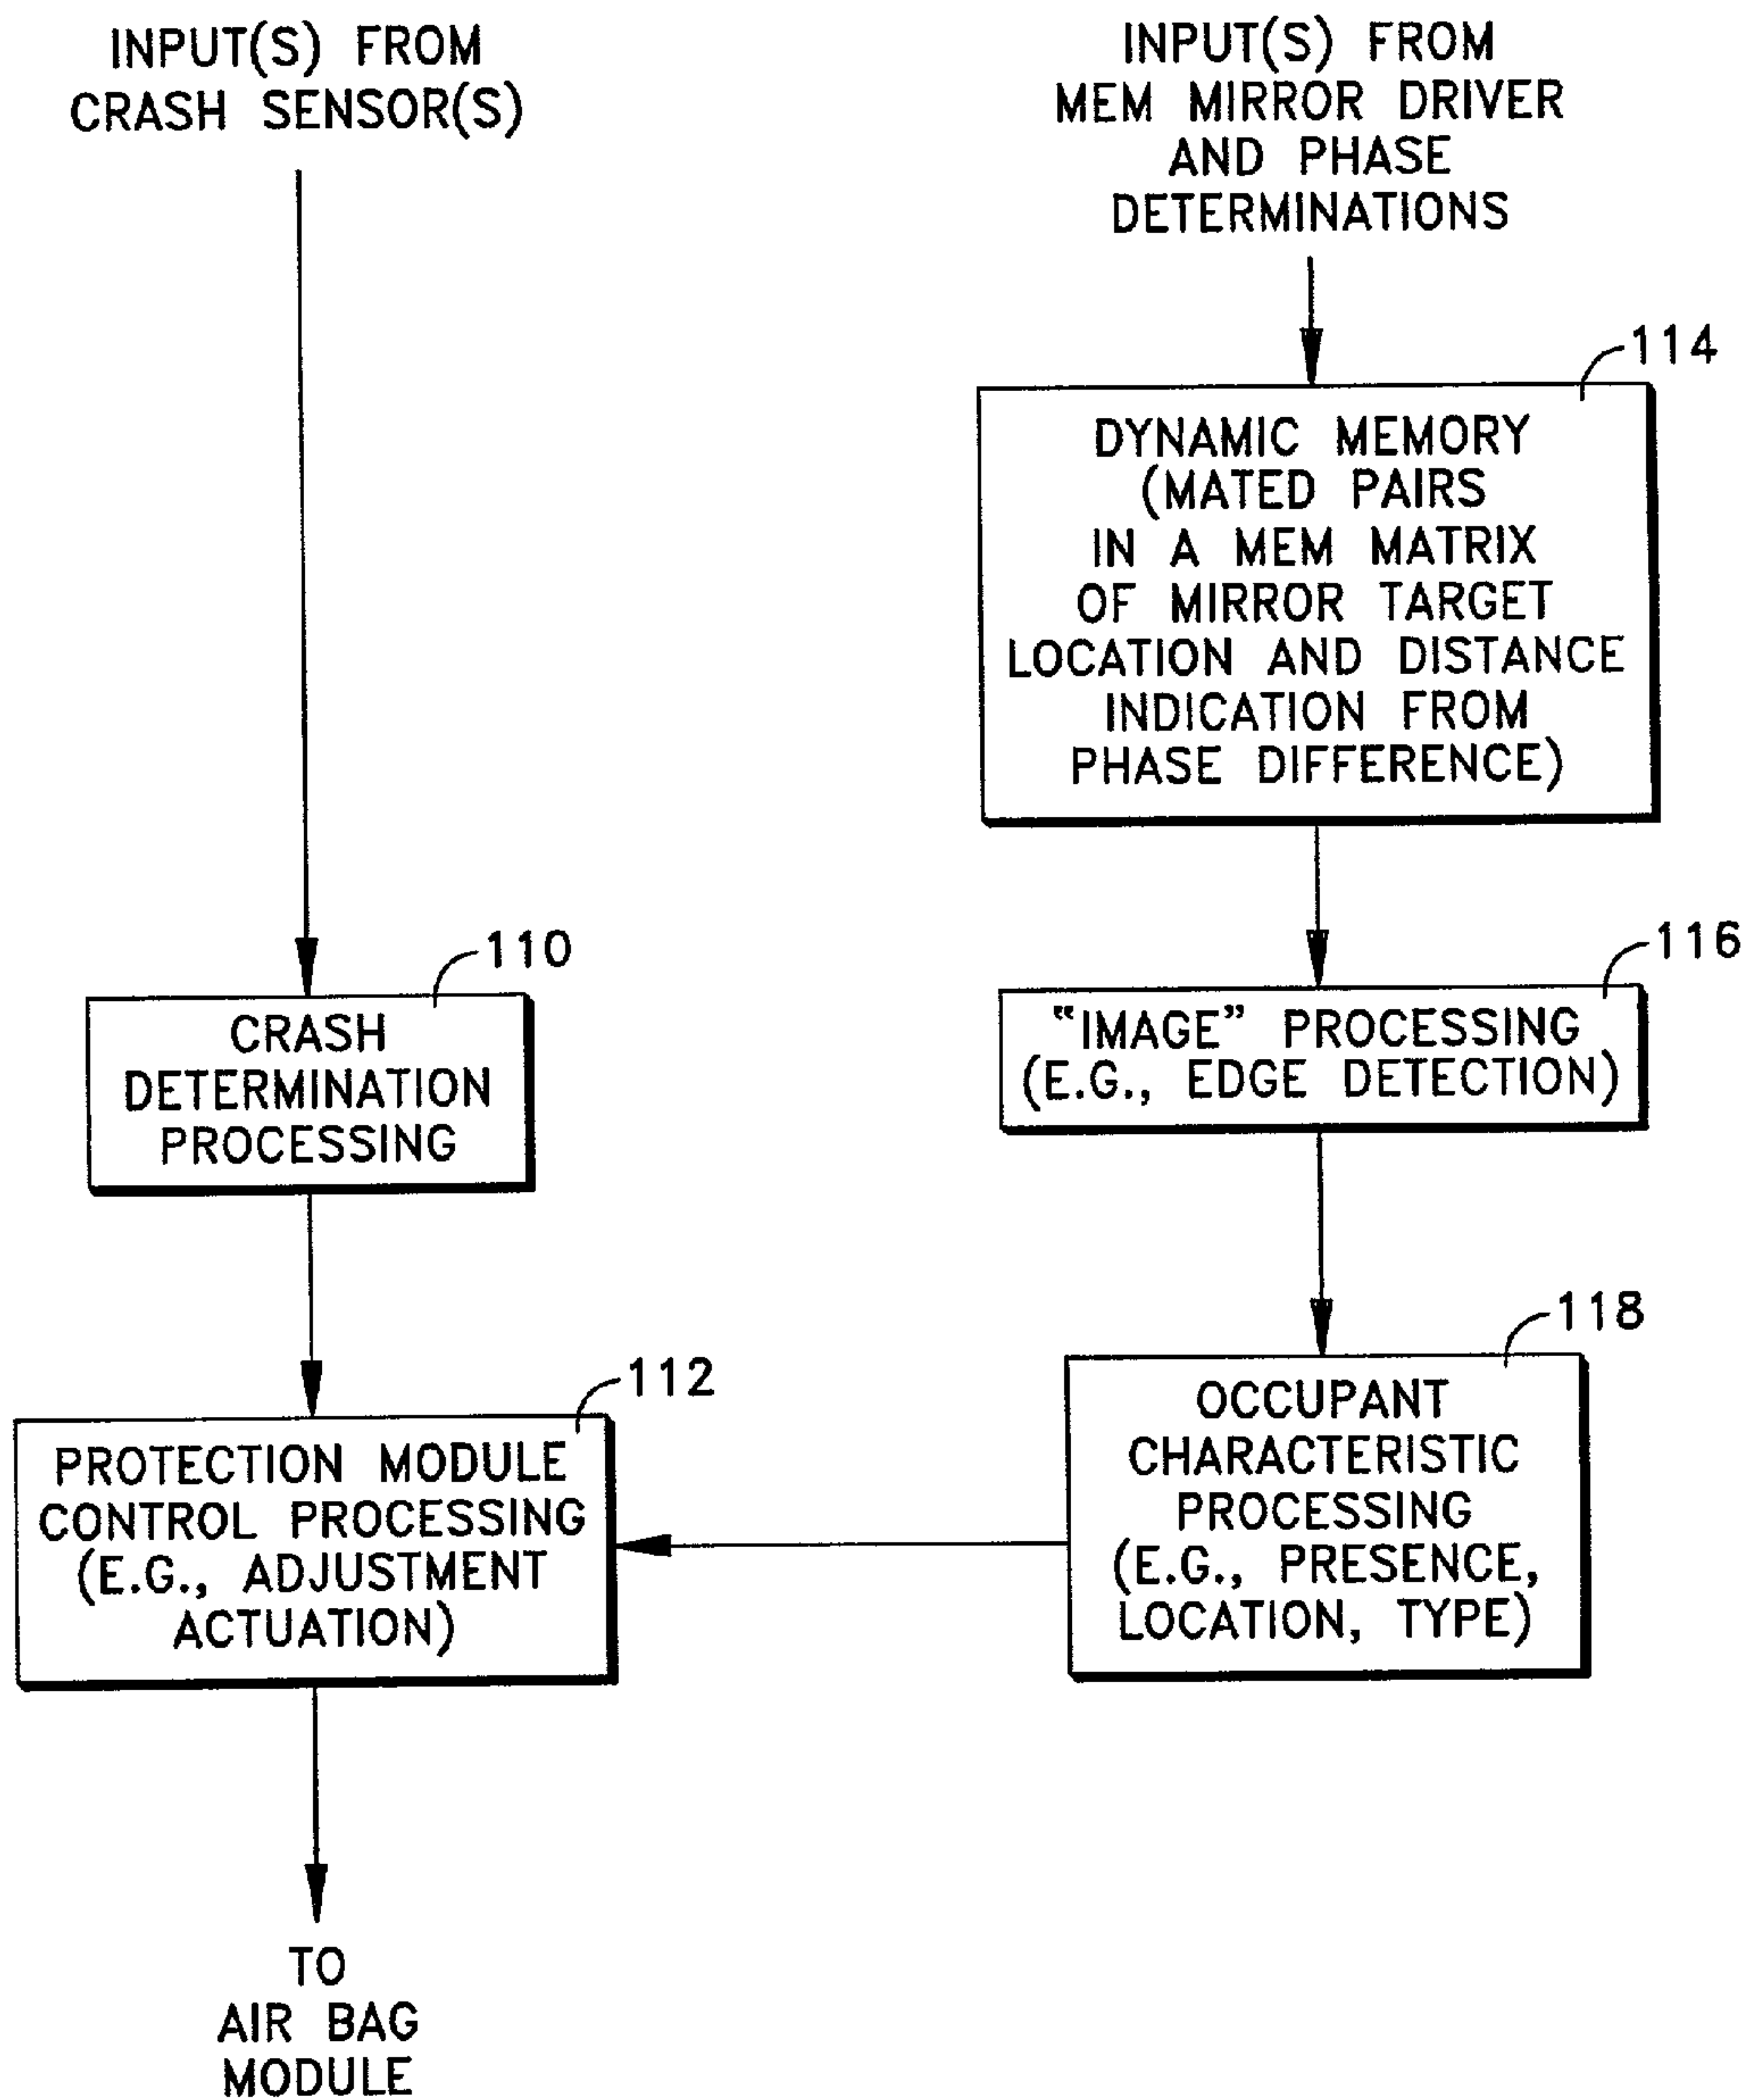 INPUT(S) FROM
CRASH SENSOR(S)
INPUT(S) FROM
MEM MIRROR DRIVER
AND PHASE
DETERMINATIONS
114
DYNAMIC MEMORY
(MATED PAIRS
IN A MEM MATRIX
OF MIRROR TARGET
LOCATION AND DISTANCE
INDICATION FROM
PHASE DIFFERENCE)
110
CRASH
DETERMINATION
PROCESSING
116
“IMAGE” PROCESSING
(E.G., EDGE DETECTION)
112
PROTECTION MODULE
CONTROL PROCESSING
(E.G., ADJUSTMENT
ACTUATION)
118
OCCUPANT
CHARACTERISTIC
PROCESSING
(E.G., PRESENCE,
LOCATION, TYPE)
TO
AIR BAG
MODULE